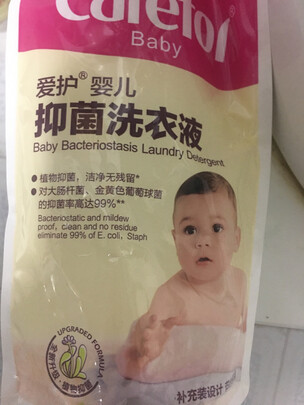 Carefor
Baby
爱护®婴儿
抑菌洗衣液
Baby Bacteriostasis Laundry Detergent
●植物抑菌,洁净无残留*
●对大肠杆菌、金黄色葡萄球菌
的抑菌率高达99%**
Bacteriostatic and mildew
proof, clean and no residue
eliminate 99% of E. coli, Staph
UPGRADED FORMULA
补充装设计